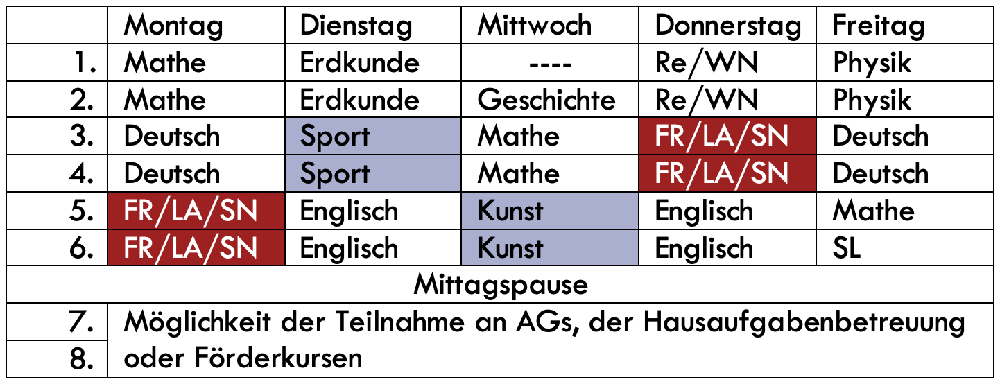 Montag Dienstag Mittwoch Donnerstag Freitag
1. Mathe Erdkunde ---- Re/WN Physik
2. Mathe Erdkunde Geschichte Re/WN Physik
3. Deutsch Sport Mathe FR/LA/SN Deutsch
4. Deutsch Sport Mathe FR/LA/SN Deutsch
5. FR/LA/SN Englisch Kunst Englisch Mathe
6. FR/LA/SN Englisch Kunst Englisch SL
Mittagspause
7. Möglichkeit der Teilnahme an AGs, der Hausaufgabenbetreuung
8. oder Förderkursen